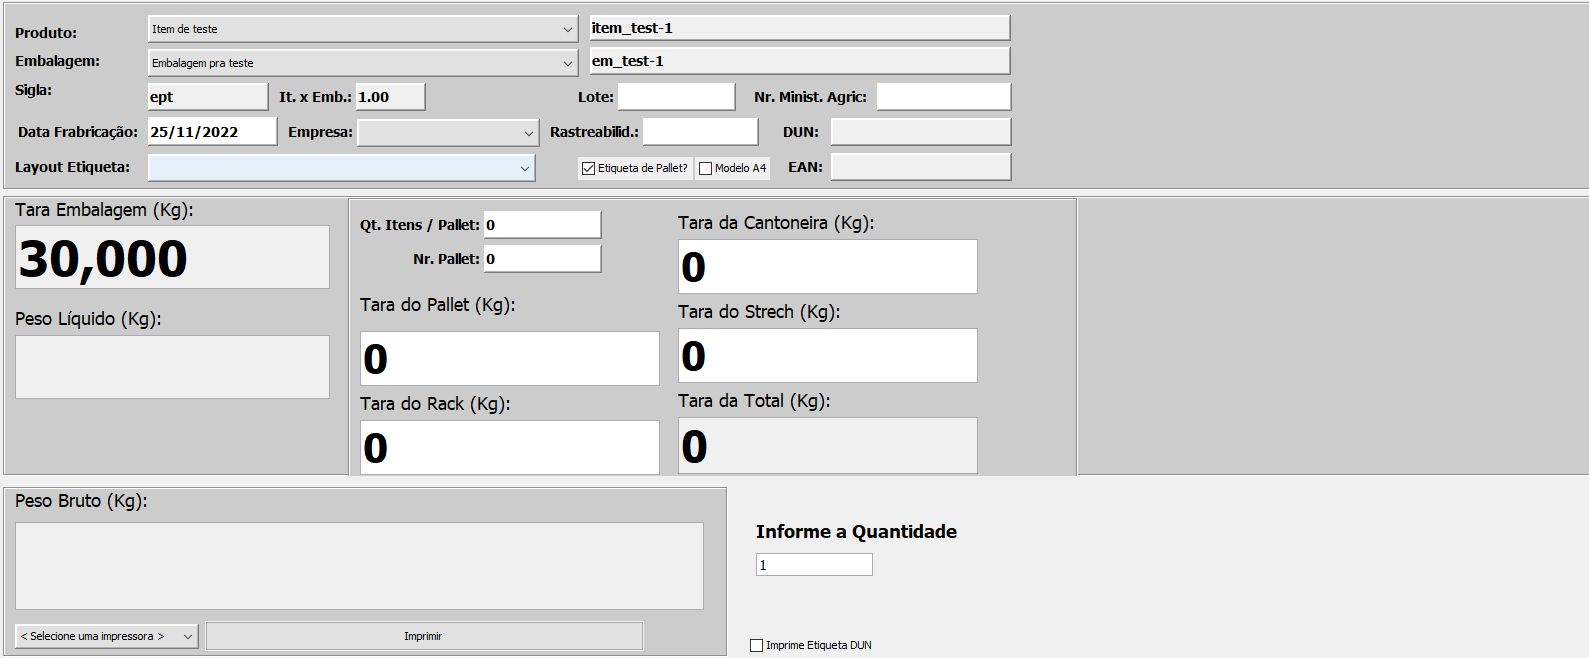 Produto: Item de teste item_test-1
Embalagem: Embalagem pra teste em_test-1
Sigla: ept It. x Emb.: 1.00 Lote: Nr. Minist. Agric:
Data Frabricação: 25/11/2022 Empresa: Rastreabilid.: DUN:
Layout Etiqueta: Etiqueta de Pallet? Modelo A4 EAN:
Tara Embalagem (Kg):
30,000
Peso Líquido (Kg):
Qt. Itens / Pallet: 0
Nr. Pallet: 0
Tara do Pallet (Kg):
0
Tara do Rack (Kg):
0
Tara da Cantoneira (Kg):
0
Tara do Strech (Kg):
0
Tara da Total (Kg):
0
Peso Bruto (Kg):
< Selecione uma impressora > Imprimir
Informe a Quantidade
1
Imprime Etiqueta DUN